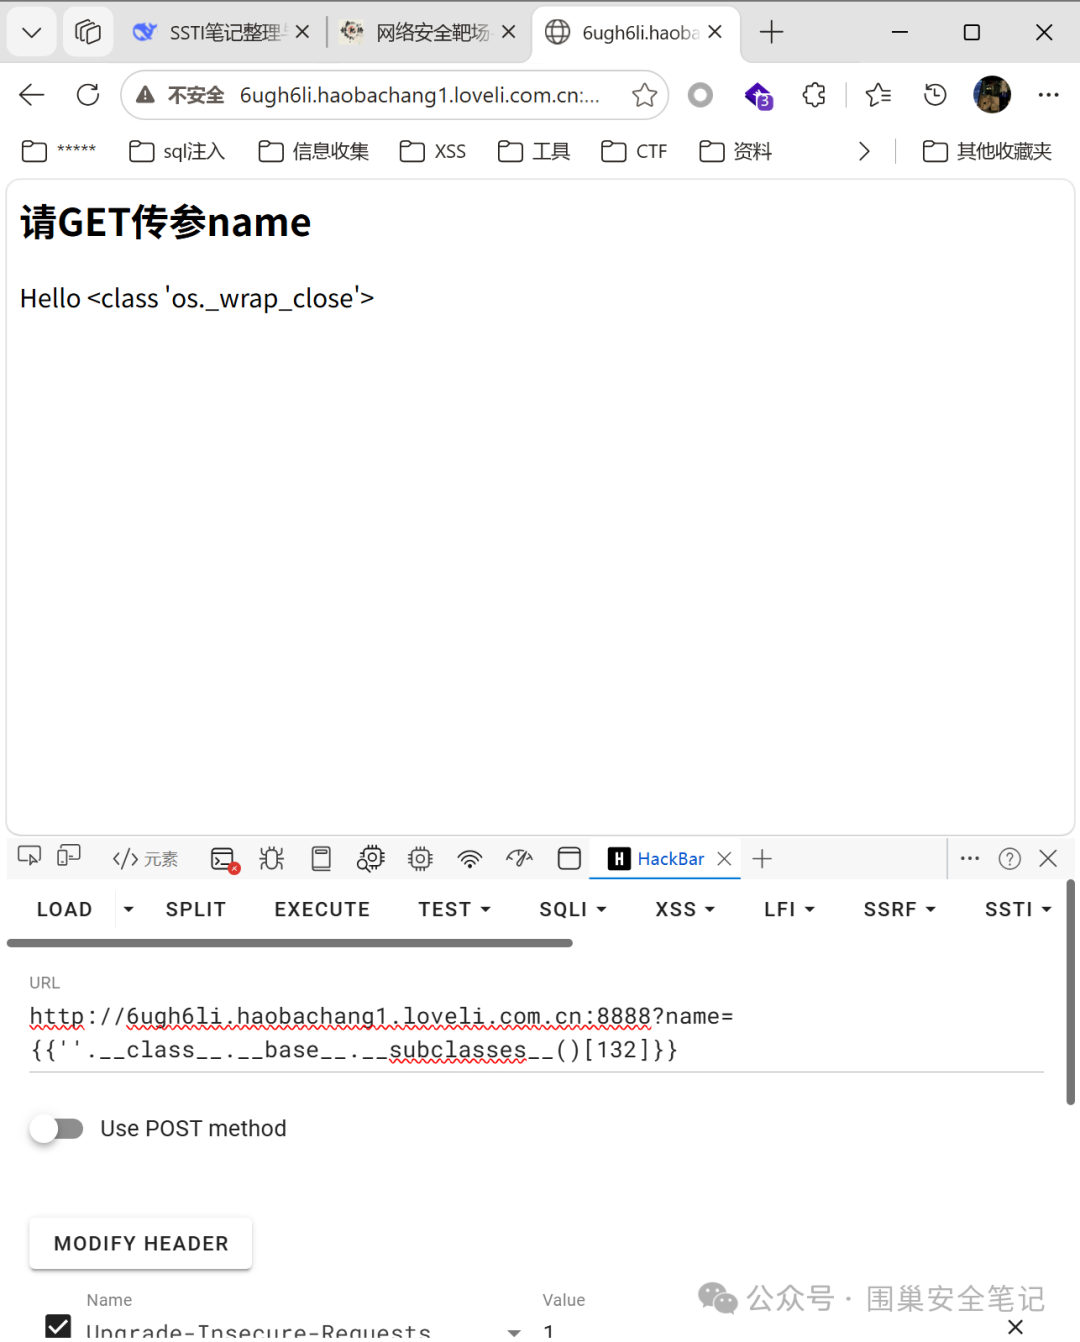 SSTI笔记整理
网络安全靶场
6ugh6li.haoba
不安全
6ugh6li.haobachang1.loveli.com.cn:...
3
*****
sql注入
信息收集
XSS
工具
CTF
资料
其他收藏夹
请GET传参name
Hello <class 'os._wrap_close'>
</> 元素
H HackBar
LOAD
SPLIT
EXECUTE
TEST
SQLI
XSS
LFI
SSRF
SSTI
URL
http://6ugh6li.haobachang1.loveli.com.cn:8888?name=
{{''.__class__.__base__.__subclasses__()[132]}}
Use POST method
MODIFY HEADER
Name
Value
Upgrade-Insecure-Requests
1
公众号 · 围巢安全笔记